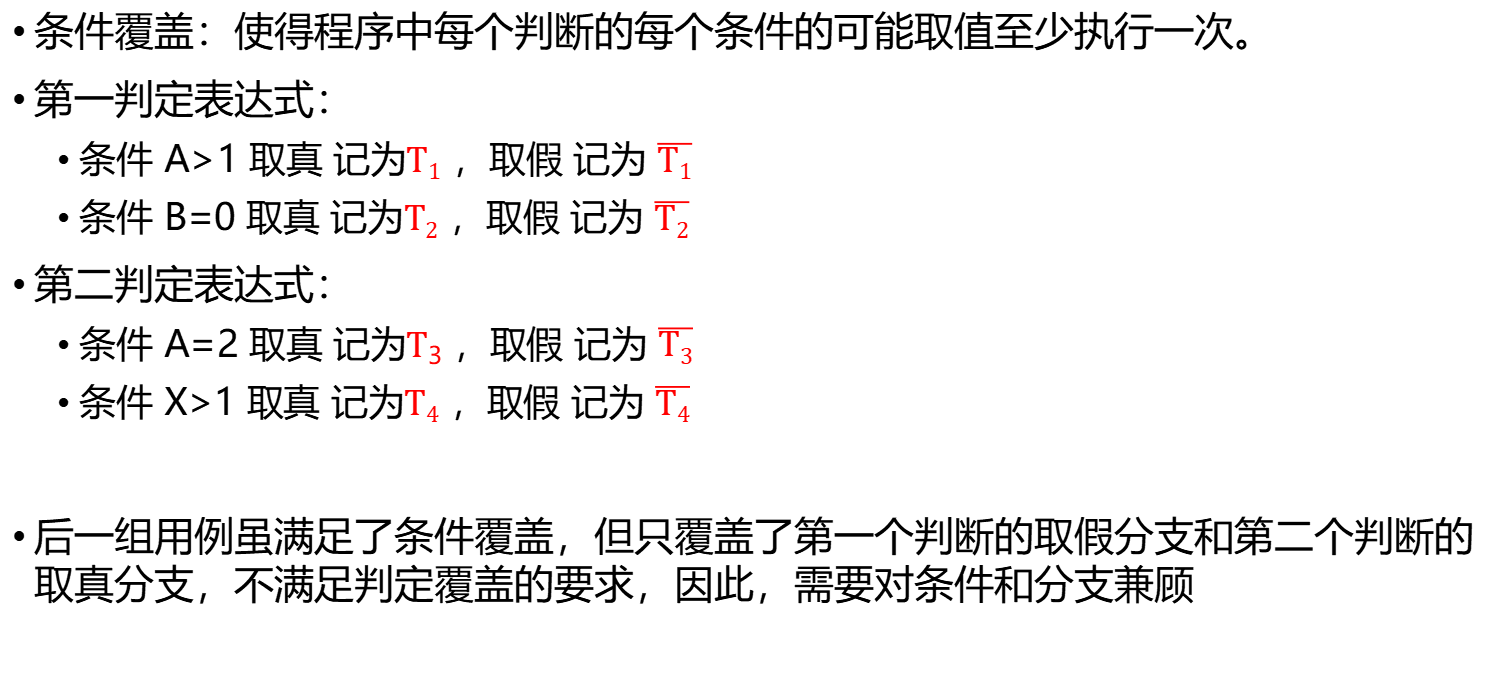 • 条件覆盖：使得程序中每个判断的每个条件的可能取值至少执行一次。
• 第一判定表达式：
• 条件 A>1 取真 记为T₁ ，取假 记为 T̅₁
• 条件 B=0 取真 记为T₂ ，取假 记为 T̅₂
• 第二判定表达式：
• 条件 A=2 取真 记为T₃ ，取假 记为 T̅₃
• 条件 X>1 取真 记为T₄ ，取假 记为 T̅₄
• 后一组用例虽满足了条件覆盖，但只覆盖了第一个判断的取假分支和第二个判断的
取真分支，不满足判定覆盖的要求，因此，需要对条件和分支兼顾